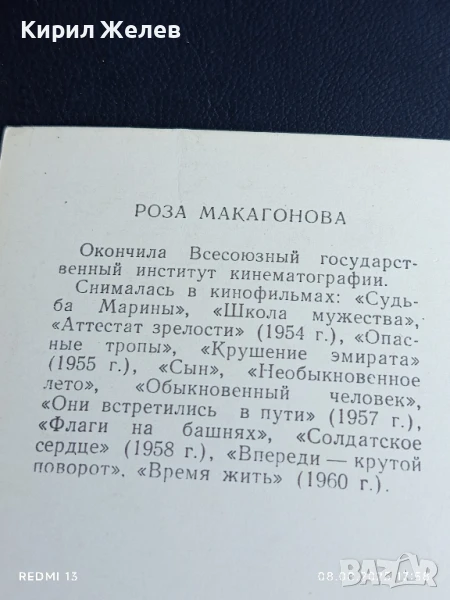 Кирил Желев
РОЗА МАКАГОНОВА
Окончила Всесоюзный государст-
венный институт кинематографии.
Снималась в кинофильмах: «Судь-
ба Марины», «Школа мужества»,
«Аттестат зрелости» (1954 г.), «Опас-
ные тропы», «Крушение эмирата»
(1955 г.), «Сын», «Необыкновенное
лето», «Обыкновенный человек»,
«Они встретились в пути» (1957 г.),
«Флаги на башнях», «Солдатское
сердце» (1958 г.), «Впереди — крутой
поворот», «Время жить» (1960 г.).
REDMI 13
BAZAR